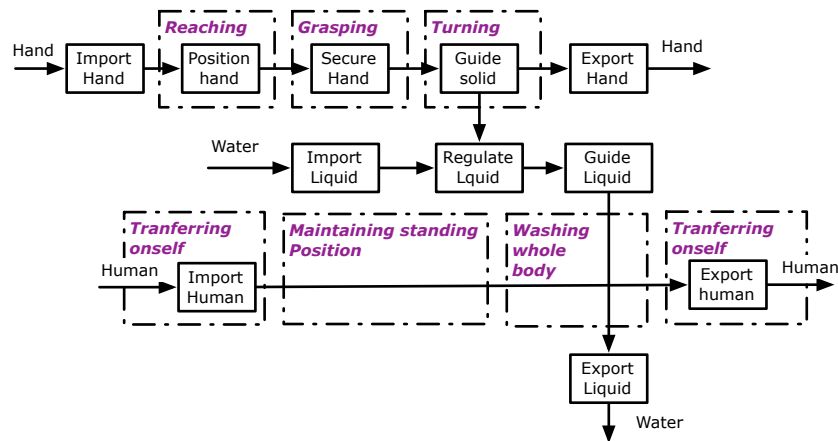 Reaching
Grasping
Turning
Hand
Import
Hand
Position
hand
Secure
Hand
Guide
solid
Export
Hand
Hand
Water
Import
Liquid
Regulate
Lquid
Guide
Liquid
Tranferring
onself
Maintaining standing
Position
Washing
whole
body
Tranferring
onself
Human
Import
Human
Export
human
Human
Export
Liquid
Water